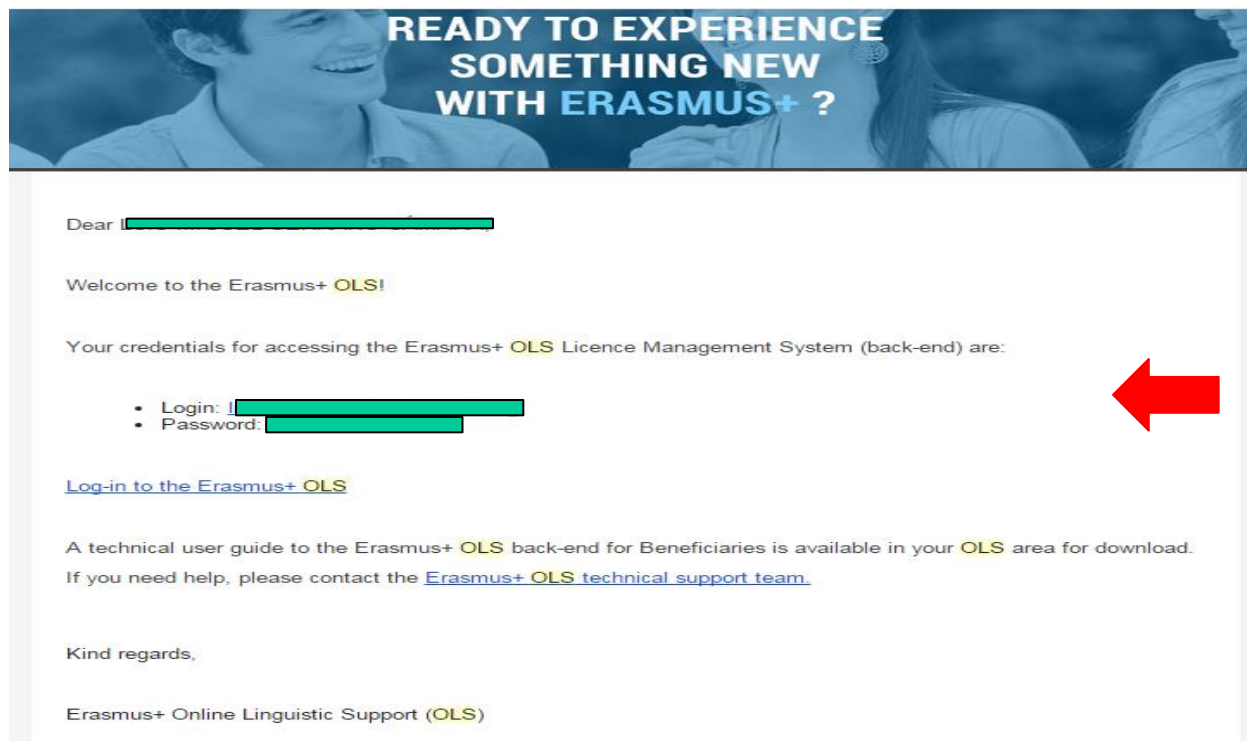 READY TO EXPERIENCE
SOMETHING NEW
WITH ERASMUS+ ?
Dear
Welcome to the Erasmus+ OLS!
Your credentials for accessing the Erasmus+ OLS Licence Management System (back-end) are:
• Login:
• Password:
Log-in to the Erasmus+ OLS
A technical user guide to the Erasmus+ OLS back-end for Beneficiaries is available in your OLS area for download.
If you need help, please contact the Erasmus+ OLS technical support team.
Kind regards,
Erasmus+ Online Linguistic Support (OLS)